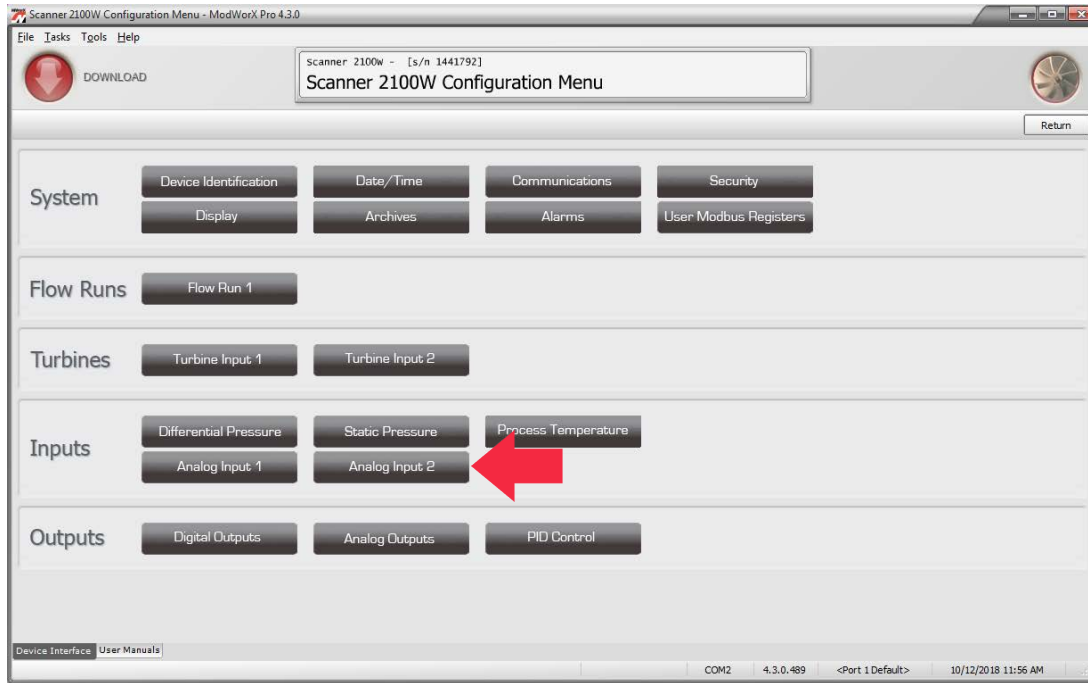 Scanner 2100W Configuration Menu - ModWorX Pro 4.3.0
File Tasks Tools Help
DOWNLOAD
Scanner 2100W - [s/n 1441792]
Scanner 2100W Configuration Menu
Return
System
Device Identification Date/Time Communications Security
Display Archives Alarms User Modbus Registers
Flow Runs Flow Run 1
Turbines Turbine Input 1 Turbine Input 2
Inputs
Differential Pressure Static Pressure Process Temperature
Analog Input 1 Analog Input 2
Outputs Digital Outputs Analog Outputs PID Control
Device Interface User Manuals
COM2 4.3.0.489 <Port 1 Default> 10/12/2018 11:56 AM